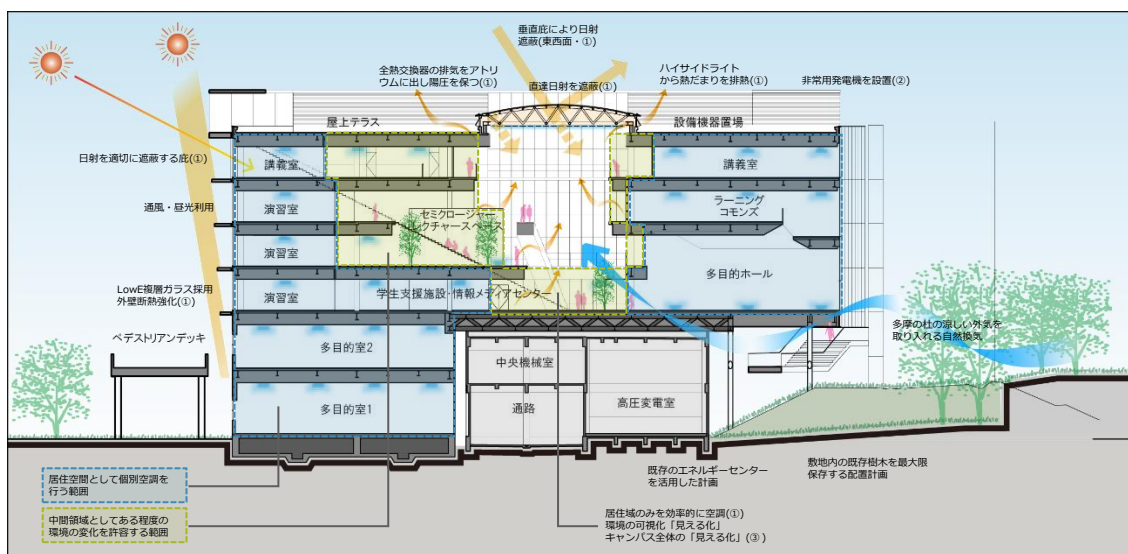 垂直庇により日射
遮蔽(東西面・①)
全熱交換器の排気をアトリ
ウムに出し陽圧を保つ(①)
直達日射を遮蔽(①)
ハイサイドライト
から熱だまりを排熱(①)
非常用発電機を設置(②)
屋上テラス
設備機器置場
日射を適切に遮蔽する庇(①)
講義室
講義室
通風・昼光利用
演習室
セミクロージャー
レクチャースペース
ラーニング
コモンズ
演習室
多目的ホール
LowE複層ガラス採用
外壁断熱強化(①)
演習室
学生支援施設・情報メディアセンター
ペデストリアンデッキ
多目的室2
中央機械室
多摩の杜の涼しい外気を
取り入れる自然換気
多目的室1
通路
高圧変電室
居住空間として個別空調を
行う範囲
既存のエネルギーセンター
を活用した計画
敷地内の既存樹木を最大限
保存する配置計画
中間領域としてある程度の
環境の変化を許容する範囲
居住域のみを効率的に空調(①)
環境の可視化「見える化」
キャンパス全体の「見える化」(③)